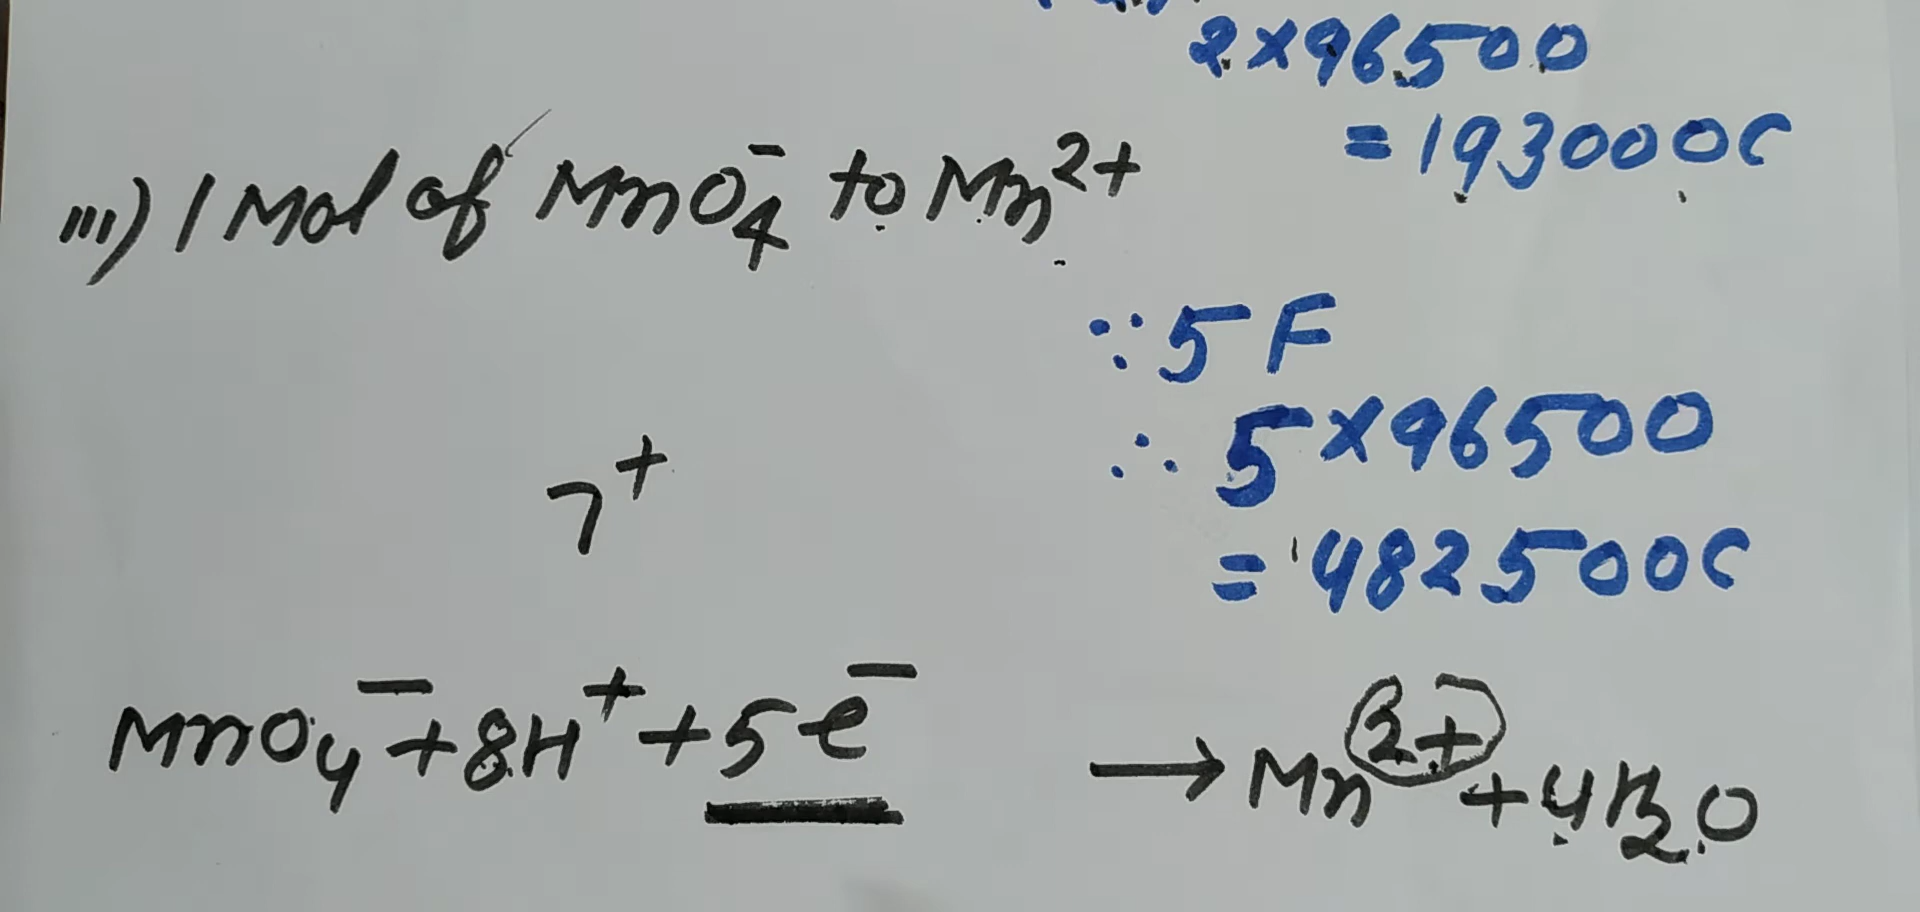 2×96500
=193000C
iii) 1 Mol of MnO₄⁻ to Mn²⁺
∵ 5F
∴ 5×96500
= 482500C
7⁺
MnO₄⁻+8H⁺+5e⁻ → Mn²⁺+4H₂O